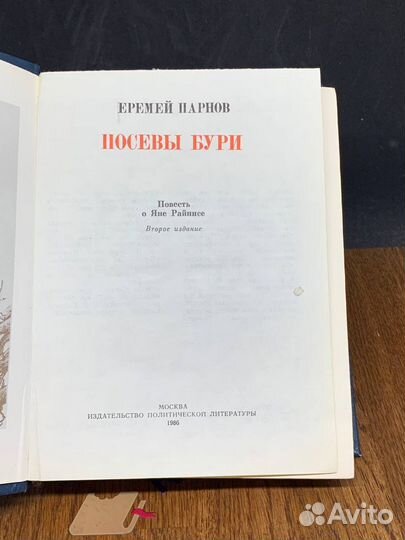 ЕРЕМЕЙ ПАРНОВ
ПОСЕВЫ БУРИ
Повесть
о Яне Райнисе
Второе издание
МОСКВА
ИЗДАТЕЛЬСТВО ПОЛИТИЧЕСКОЙ ЛИТЕРАТУРЫ
1986
Avito